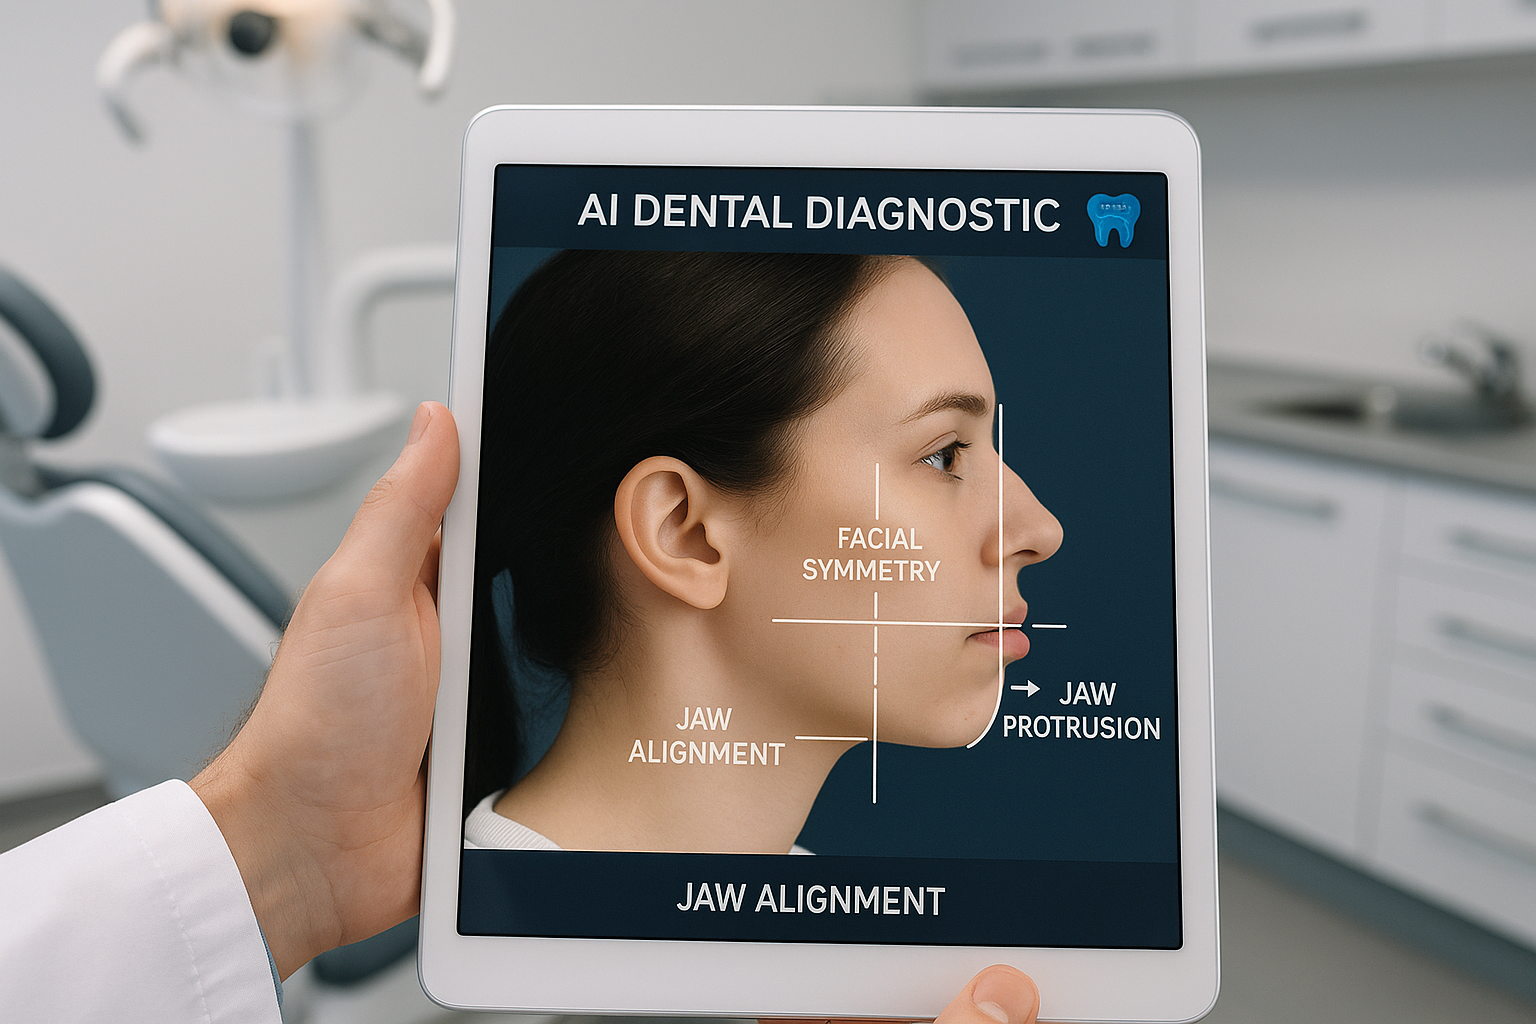 AI DENTAL DIAGNOSTIC
FACIAL
SYMMETRY
JAW
PROTRUSION
JAW
ALIGNMENT
JAW ALIGNMENT